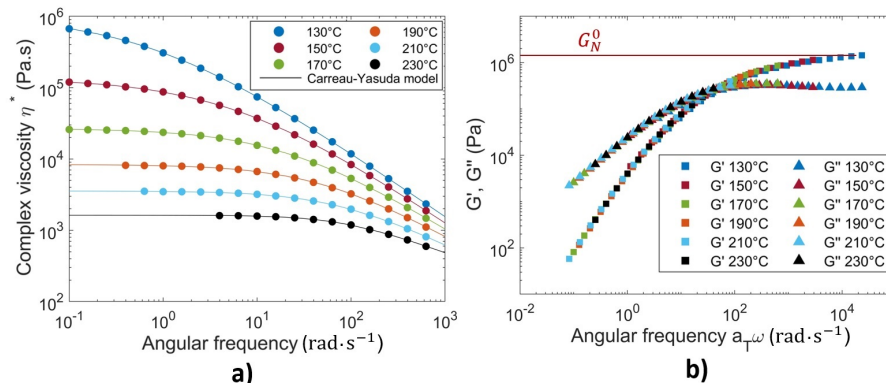 10^6
10^5
10^4
10^3
10^2
10^-1
10^0
10^1
10^2
10^3
Complex viscosity η * (Pa.s)
Angular frequency (rad·s⁻¹)
130°C 190°C
150°C 210°C
170°C 230°C
Carreau-Yasuda model
a)
G_N^0
10^6
10^4
10^2
10^-2
10^0
10^2
10^4
G', G" (Pa)
Angular frequency a_Tω (rad·s⁻¹)
G' 130°C G" 130°C
G' 150°C G" 150°C
G' 170°C G" 170°C
G' 190°C G" 190°C
G' 210°C G" 210°C
G' 230°C G" 230°C
b)